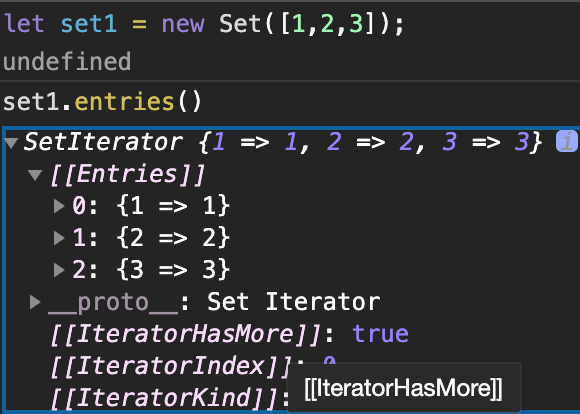 let set1 = new Set([1,2,3]);
undefined
set1.entries()
SetIterator {1 => 1, 2 => 2, 3 => 3} i
[[Entries]]
0: {1 => 1}
1: {2 => 2}
2: {3 => 3}
__proto__: Set Iterator
[[IteratorHasMore]]: true
[[IteratorIndex]]: 0
[[IteratorKind]]:
[[IteratorHasMore]]